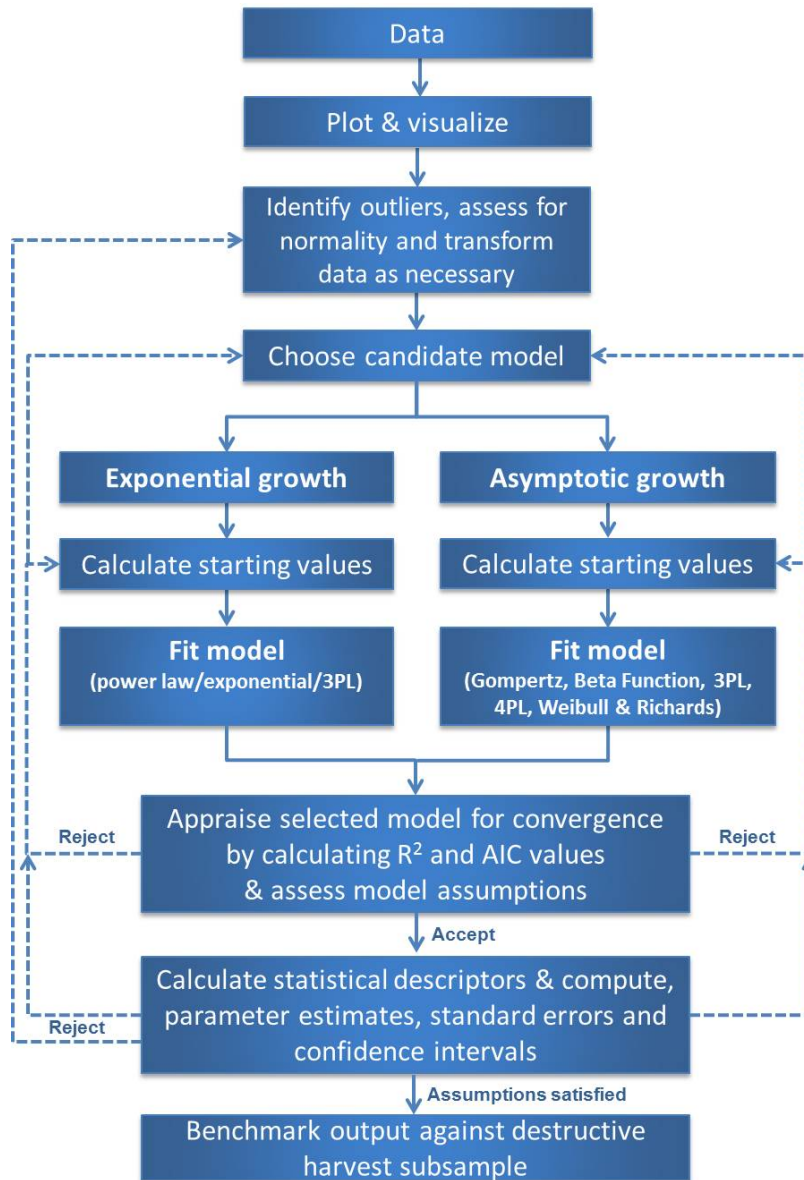 Data
Plot & visualize
Identify outliers, assess for
normality and transform
data as necessary
Choose candidate model
Exponential growth
Asymptotic growth
Calculate starting values
Calculate starting values
Fit model
(power law/exponential/3PL)
Fit model
(Gompertz, Beta Function, 3PL,
4PL, Weibull & Richards)
Reject
Appraise selected model for convergence
by calculating R² and AIC values
& assess model assumptions
Reject
Accept
Reject
Calculate statistical descriptors & compute,
parameter estimates, standard errors and
confidence intervals
Assumptions satisfied
Benchmark output against destructive
harvest subsample